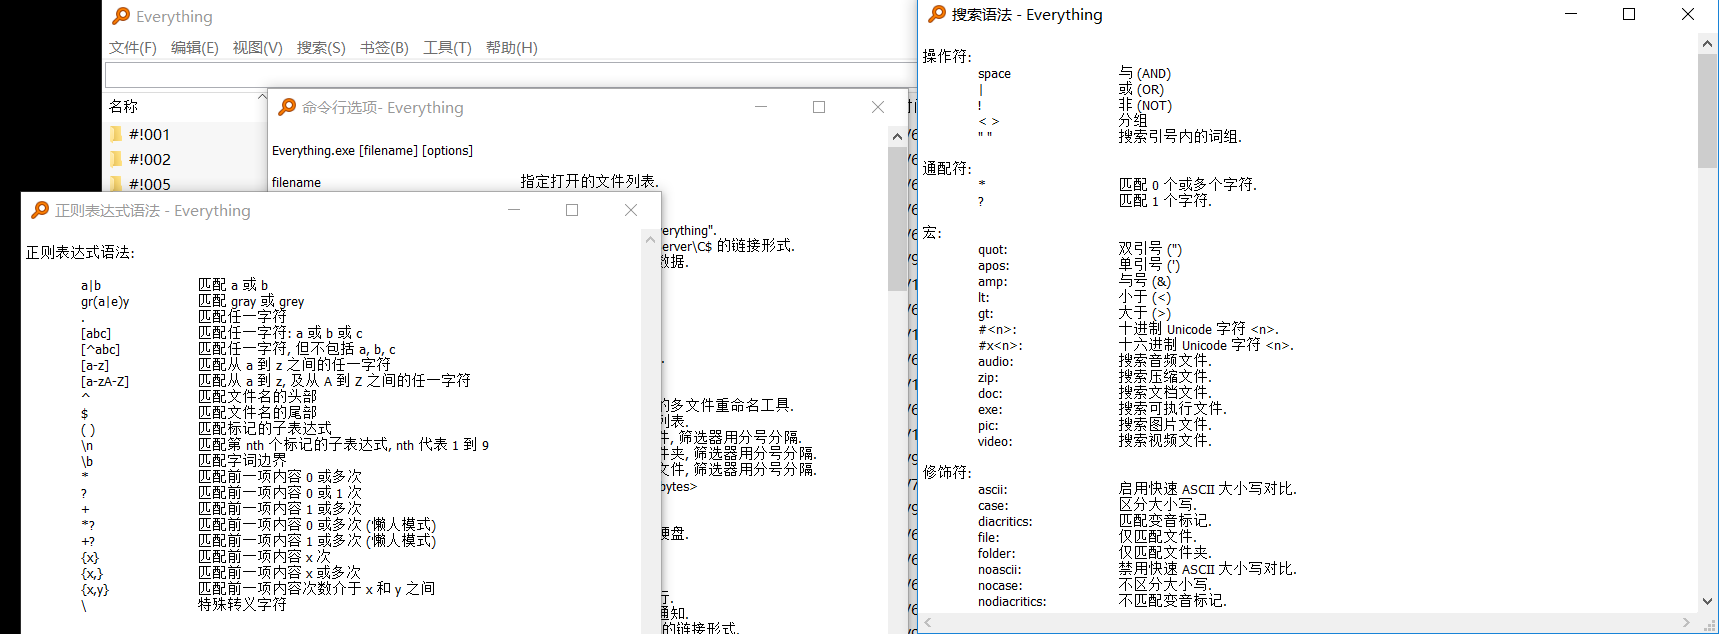 Everything
文件(F) 编辑(E) 视图(V) 搜索(S) 书签(B) 工具(T) 帮助(H)
名称
#!001
#!002
#!005
命令行选项- Everything
Everything.exe [filename] [options]
filename 指定打开的文件列表.
erything".
erver\C$ 的链接形式.
数据.
的多文件重命名工具.
列表.
件, 筛选器用分号分隔.
件夹, 筛选器用分号分隔.
文件, 筛选器用分号分隔.
bytes>
硬盘.
行.
通知.
的链接形式.
正则表达式语法 - Everything
正则表达式语法:
a|b 匹配 a 或 b
gr(a|e)y 匹配 gray 或 grey
. 匹配任一字符
[abc] 匹配任一字符: a 或 b 或 c
[^abc] 匹配任一字符, 但不包括 a, b, c
[a-z] 匹配从 a 到 z 之间的任一字符
[a-zA-Z] 匹配从 a 到 z, 及从 A 到 Z 之间的任一字符
^ 匹配文件名的头部
$ 匹配文件名的尾部
( ) 匹配标记的子表达式
\n 匹配第 nth 个标记的子表达式, nth 代表 1 到 9
\b 匹配字词边界
* 匹配前一项内容 0 或多次
? 匹配前一项内容 0 或 1 次
+ 匹配前一项内容 1 或多次
*? 匹配前一项内容 0 或多次 (懒人模式)
+? 匹配前一项内容 1 或多次 (懒人模式)
{x} 匹配前一项内容 x 次
{x,} 匹配前一项内容 x 或多次
{x,y} 匹配前一项内容次数介于 x 和 y 之间
\ 特殊转义字符
搜索语法 - Everything
操作符:
space 与 (AND)
| 或 (OR)
! 非 (NOT)
< > 分组
" " 搜索引号内的词组.
通配符:
* 匹配 0 个或多个字符.
? 匹配 1 个字符.
宏:
quot: 双引号 (")
apos: 单引号 (')
amp: 与号 (&)
lt: 小于 (<)
gt: 大于 (>)
#<n>: 十进制 Unicode 字符 <n>.
#x<n>: 十六进制 Unicode 字符 <n>.
audio: 搜索音频文件.
zip: 搜索压缩文件.
doc: 搜索文档文件.
exe: 搜索可执行文件.
pic: 搜索图片文件.
video: 搜索视频文件.
修饰符:
ascii: 启用快速 ASCII 大小写对比.
case: 区分大小写.
diacritics: 匹配变音标记.
file: 仅匹配文件.
folder: 仅匹配文件夹.
noascii: 禁用快速 ASCII 大小写对比.
nocase: 不区分大小写.
nodiacritics: 不匹配变音标记.